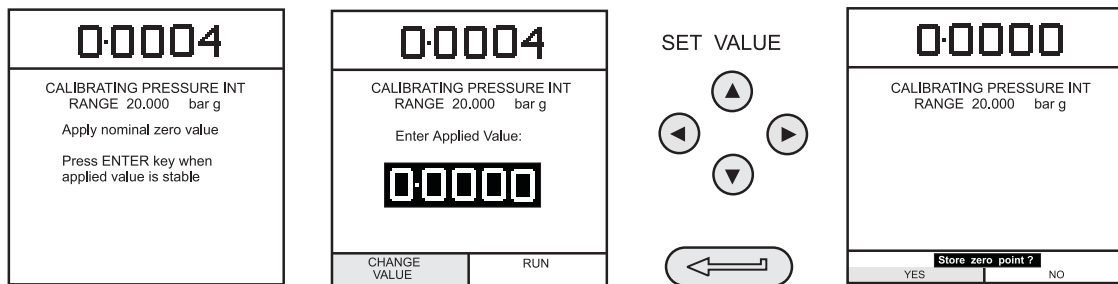 0.0004
CALIBRATING PRESSURE INT
RANGE 20.000 bar g
Apply nominal zero value
Press ENTER key when
applied value is stable
0.0004
CALIBRATING PRESSURE INT
RANGE 20.000 bar g
Enter Applied Value:
0.0000
CHANGE
VALUE
RUN
SET VALUE
0.0000
CALIBRATING PRESSURE INT
RANGE 20.000 bar g
Store zero point ?
YES NO